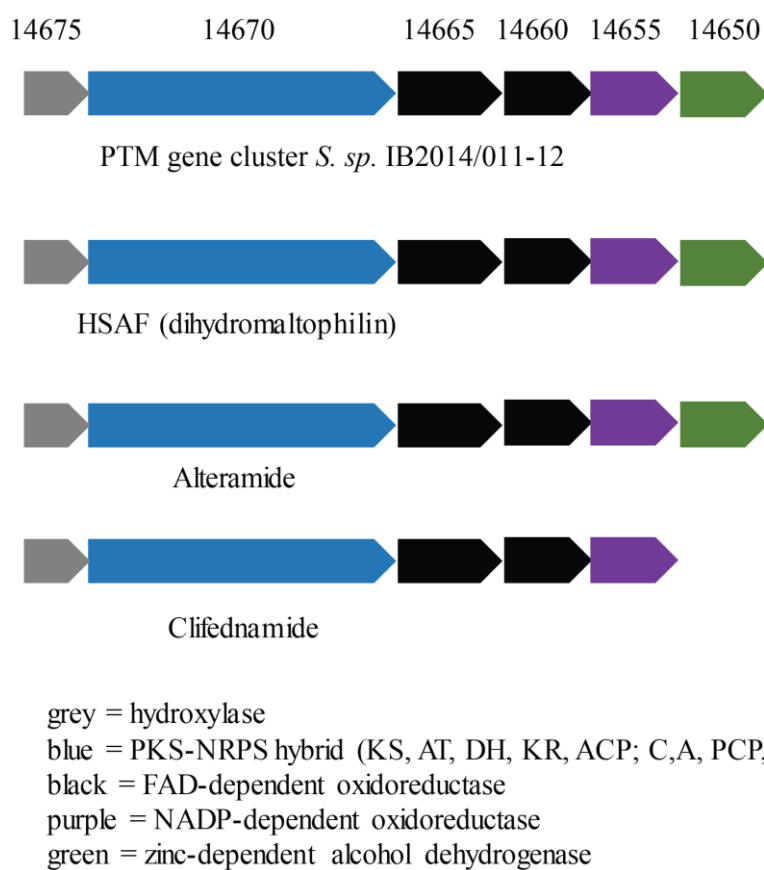 14675 14670 14665 14660 14655 14650
PTM gene cluster S. sp. IB2014/011-12
HSAF (dihydromaltophilin)
Alteramide
Clifednamide
grey = hydroxylase
blue = PKS-NRPS hybrid (KS, AT, DH, KR, ACP; C,A, PCP,
black = FAD-dependent oxidoreductase
purple = NADP-dependent oxidoreductase
green = zinc-dependent alcohol dehydrogenase